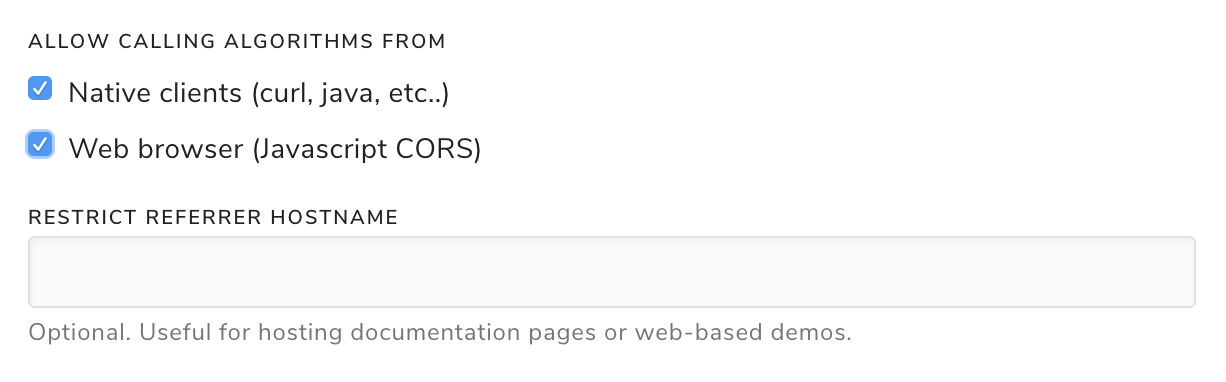 ALLOW CALLING ALGORITHMS FROM
Native clients (curl, java, etc..)
Web browser (Javascript CORS)
RESTRICT REFERRER HOSTNAME
Optional. Useful for hosting documentation pages or web-based demos.